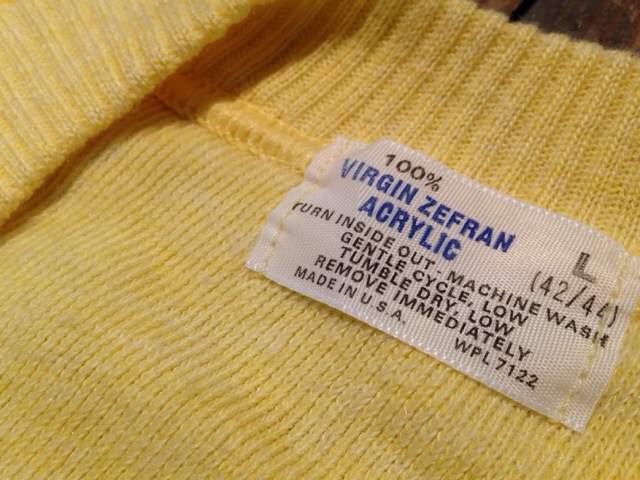 100%
VIRGIN ZEFRAN
ACRYLIC
L
(42/44)
TURN INSIDE OUT, MACHINE WASH
GENTLE CYCLE, LOW
TUMBLE DRY, LOW
REMOVE IMMEDIATELY
MADE IN U.S.A.
WPL 7122